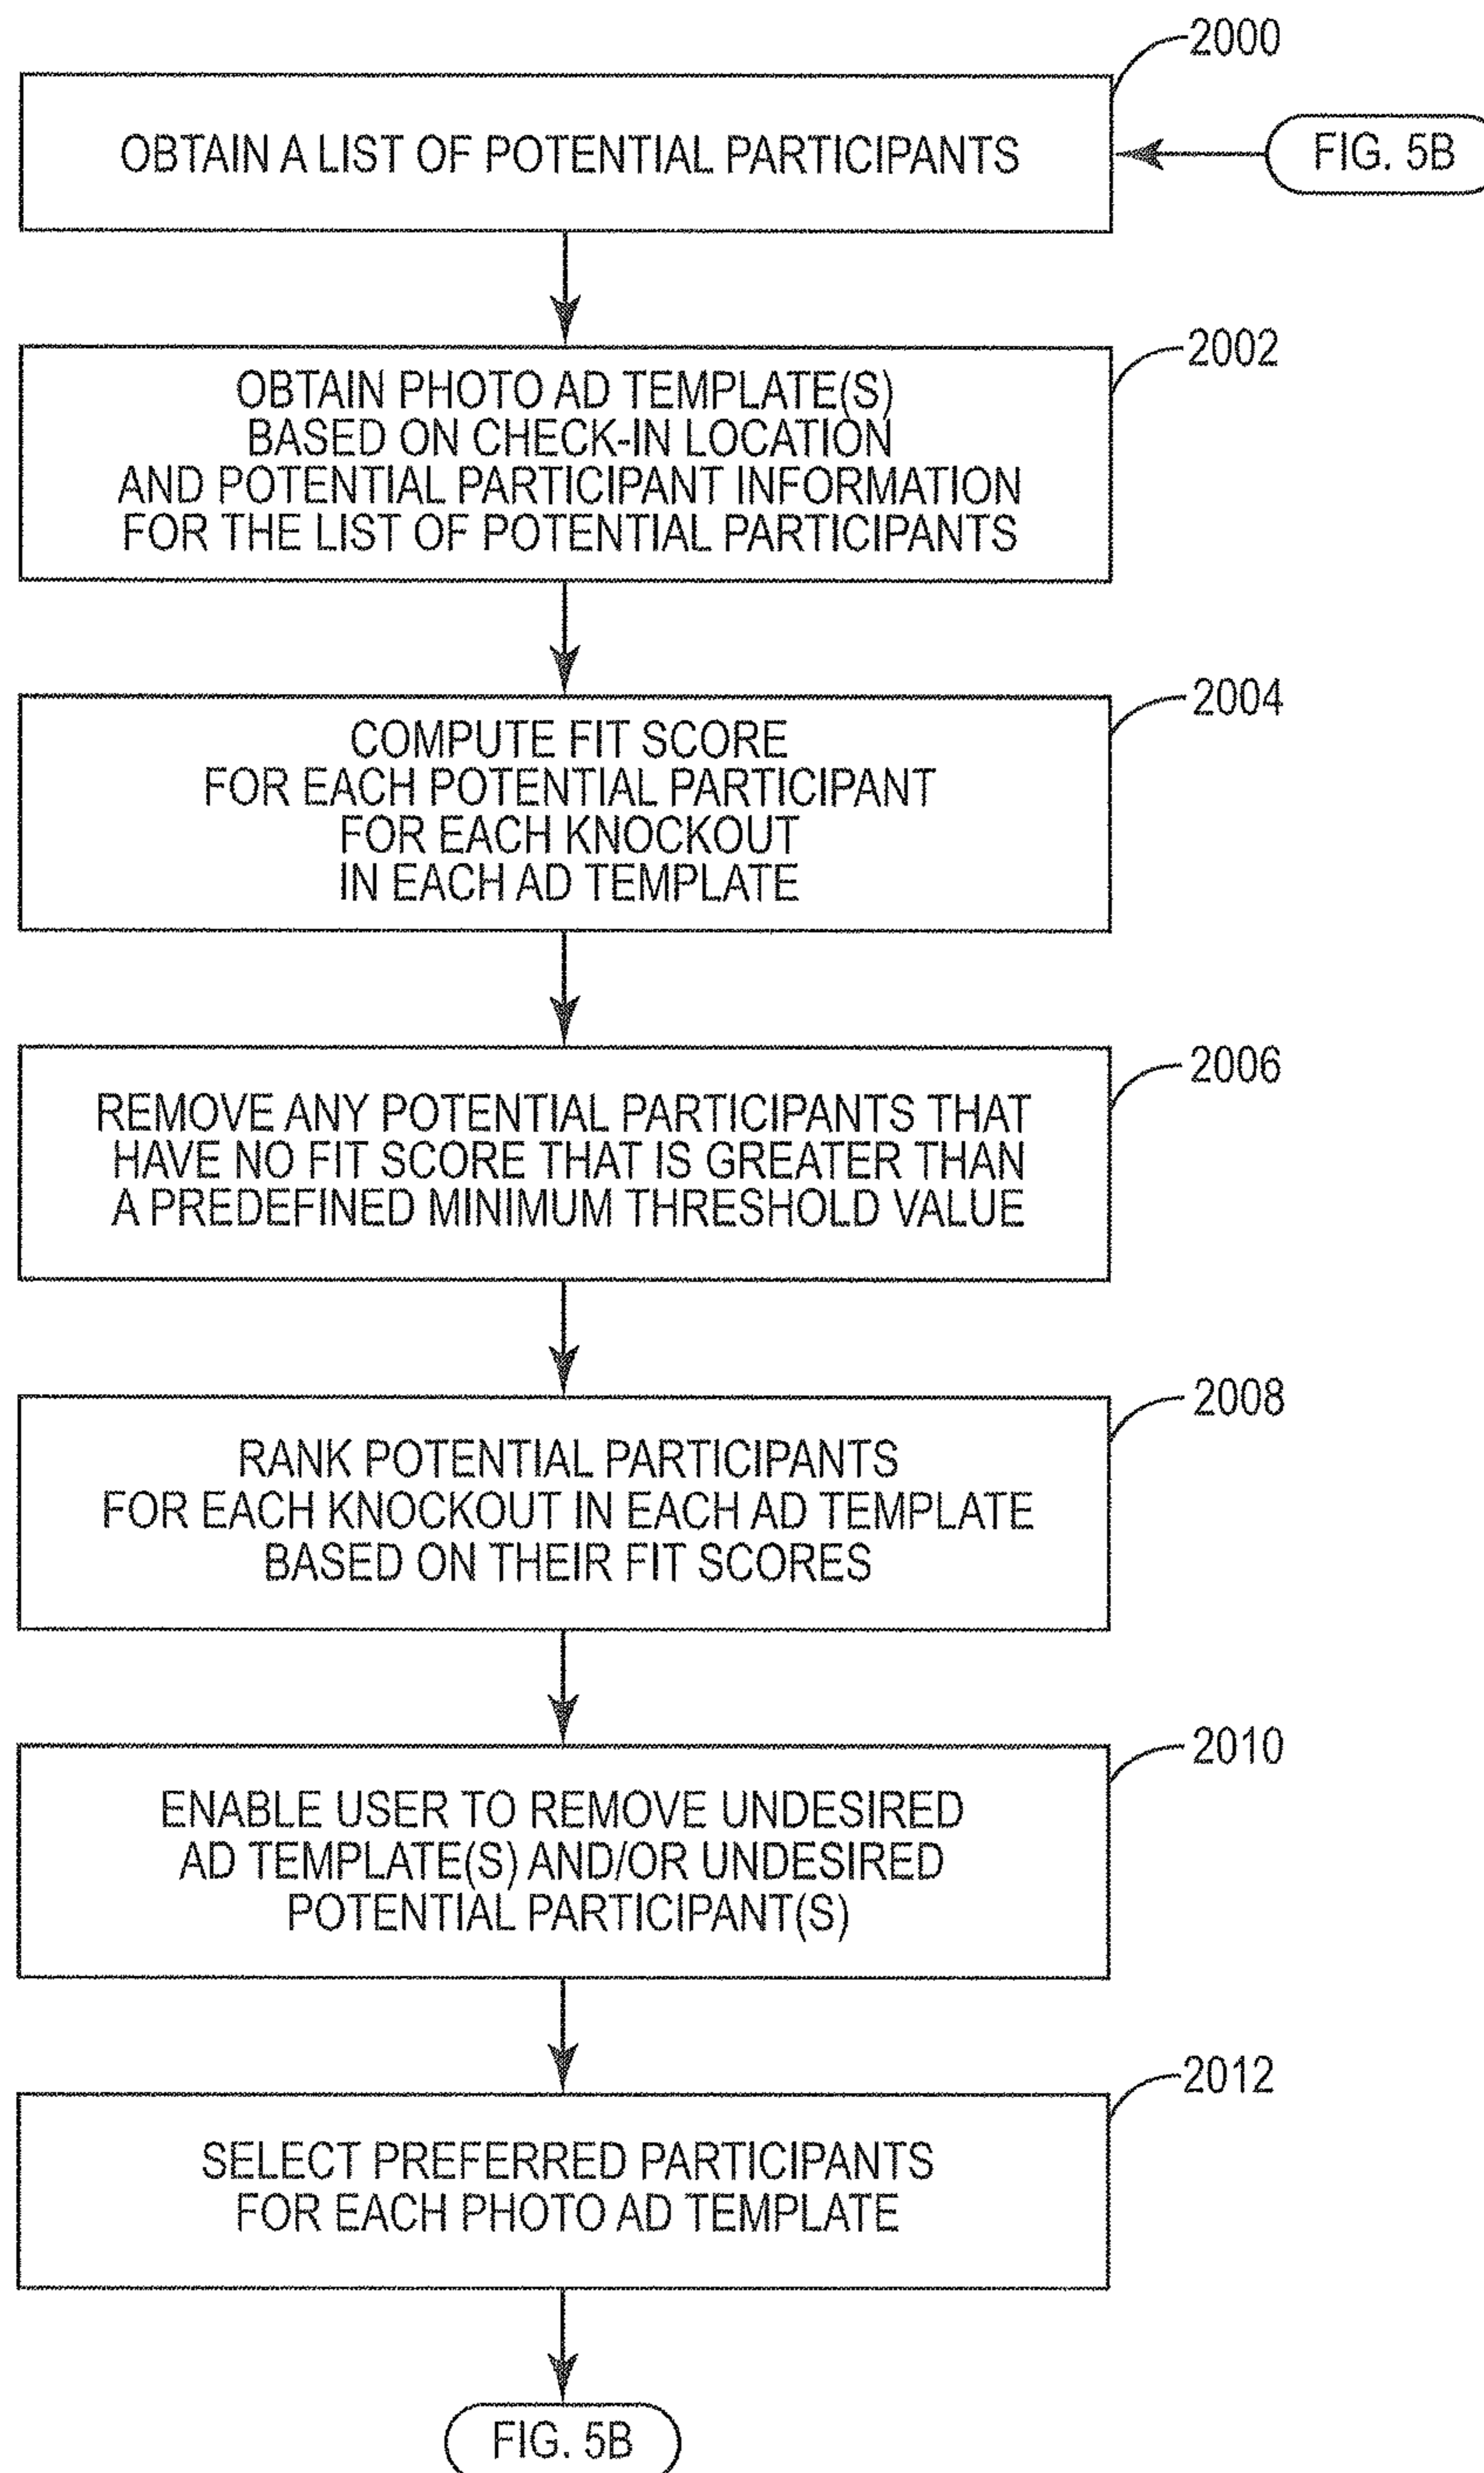 2000
OBTAIN A LIST OF POTENTIAL PARTICIPANTS
FIG. 5B
2002
OBTAIN PHOTO AD TEMPLATE(S)
BASED ON CHECK-IN LOCATION
AND POTENTIAL PARTICIPANT INFORMATION
FOR THE LIST OF POTENTIAL PARTICIPANTS
2004
COMPUTE FIT SCORE
FOR EACH POTENTIAL PARTICIPANT
FOR EACH KNOCKOUT
IN EACH AD TEMPLATE
2006
REMOVE ANY POTENTIAL PARTICIPANTS THAT
HAVE NO FIT SCORE THAT IS GREATER THAN
A PREDEFINED MINIMUM THRESHOLD VALUE
2008
RANK POTENTIAL PARTICIPANTS
FOR EACH KNOCKOUT IN EACH AD TEMPLATE
BASED ON THEIR FIT SCORES
2010
ENABLE USER TO REMOVE UNDESIRED
AD TEMPLATE(S) AND/OR UNDESIRED
POTENTIAL PARTICIPANT(S)
2012
SELECT PREFERRED PARTICIPANTS
FOR EACH PHOTO AD TEMPLATE
FIG. 5B